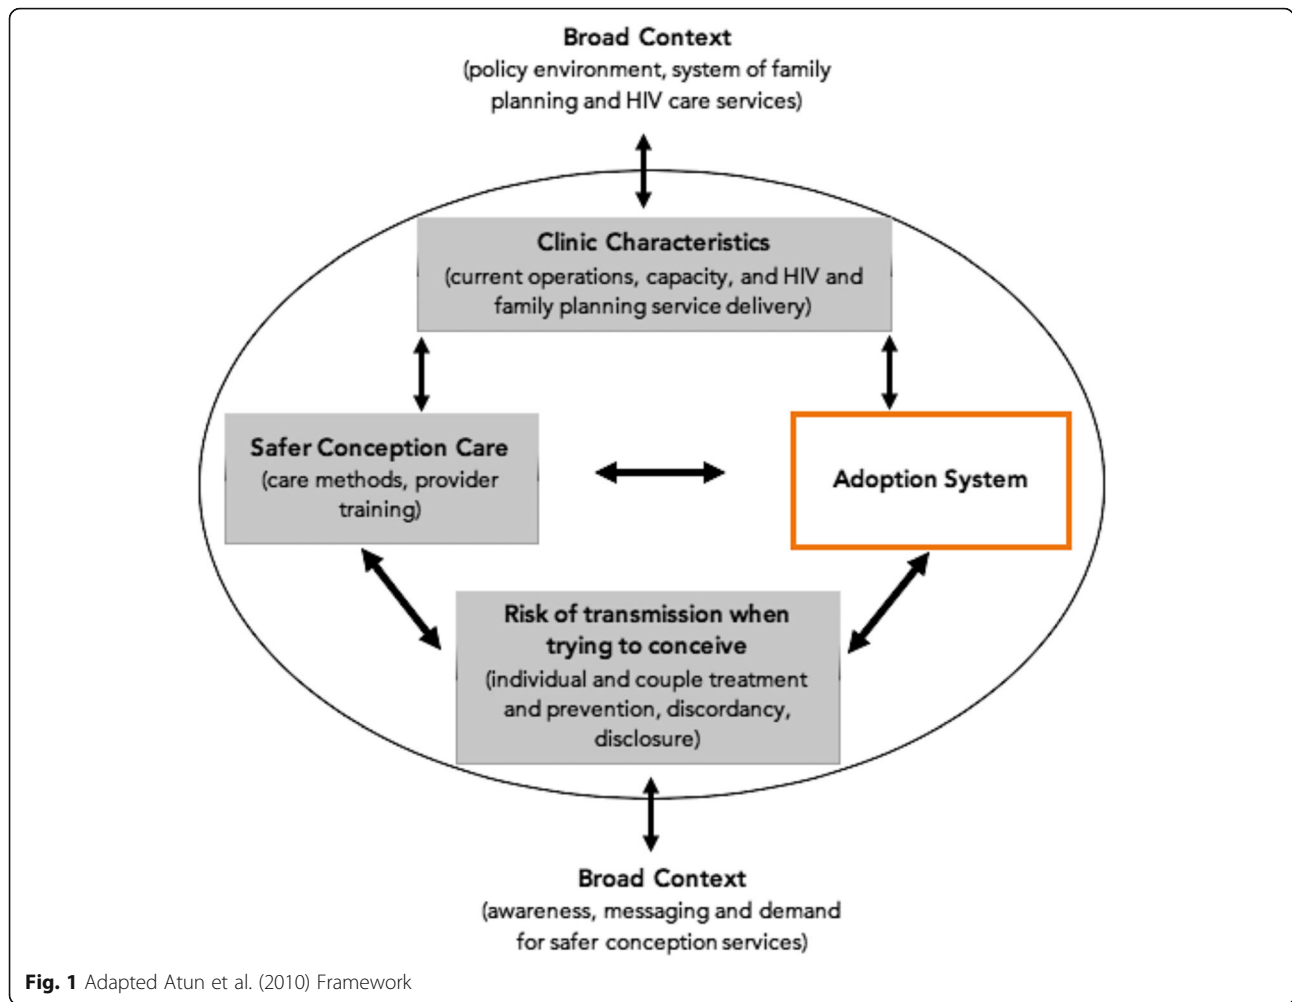 Broad Context
(policy environment, system of family
planning and HIV care services)
Clinic Characteristics
(current operations, capacity, and HIV and
family planning service delivery)
Safer Conception Care
(care methods, provider
training)
Adoption System
Risk of transmission when
trying to conceive
(individual and couple treatment
and prevention, discordancy,
disclosure)
Broad Context
(awareness, messaging and demand
for safer conception services)
Fig. 1 Adapted Atun et al. (2010) Framework